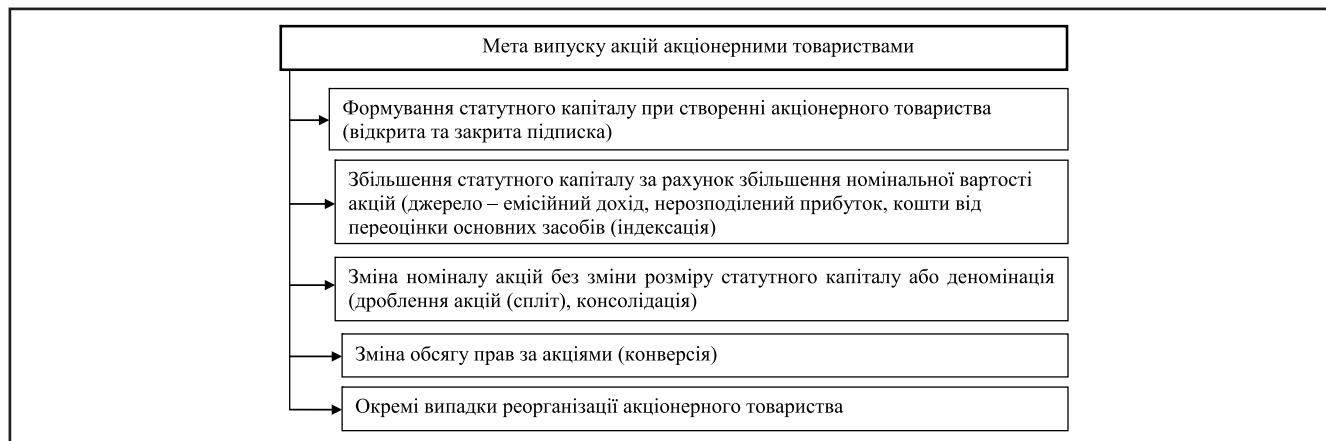 Мета випуску акцій акціонерними товариствами
Формування статутного капіталу при створенні акціонерного товариства
(відкрита та закрита підписка)
Збільшення статутного капіталу за рахунок збільшення номінальної вартості
акцій (джерело – емісійний дохід, нерозподілений прибуток, кошти від
переоцінки основних засобів (індексація)
Зміна номіналу акцій без зміни розміру статутного капіталу або деномінація
(дроблення акцій (спліт), консолідація)
Зміна обсягу прав за акціями (конверсія)
Окремі випадки реорганізації акціонерного товариства